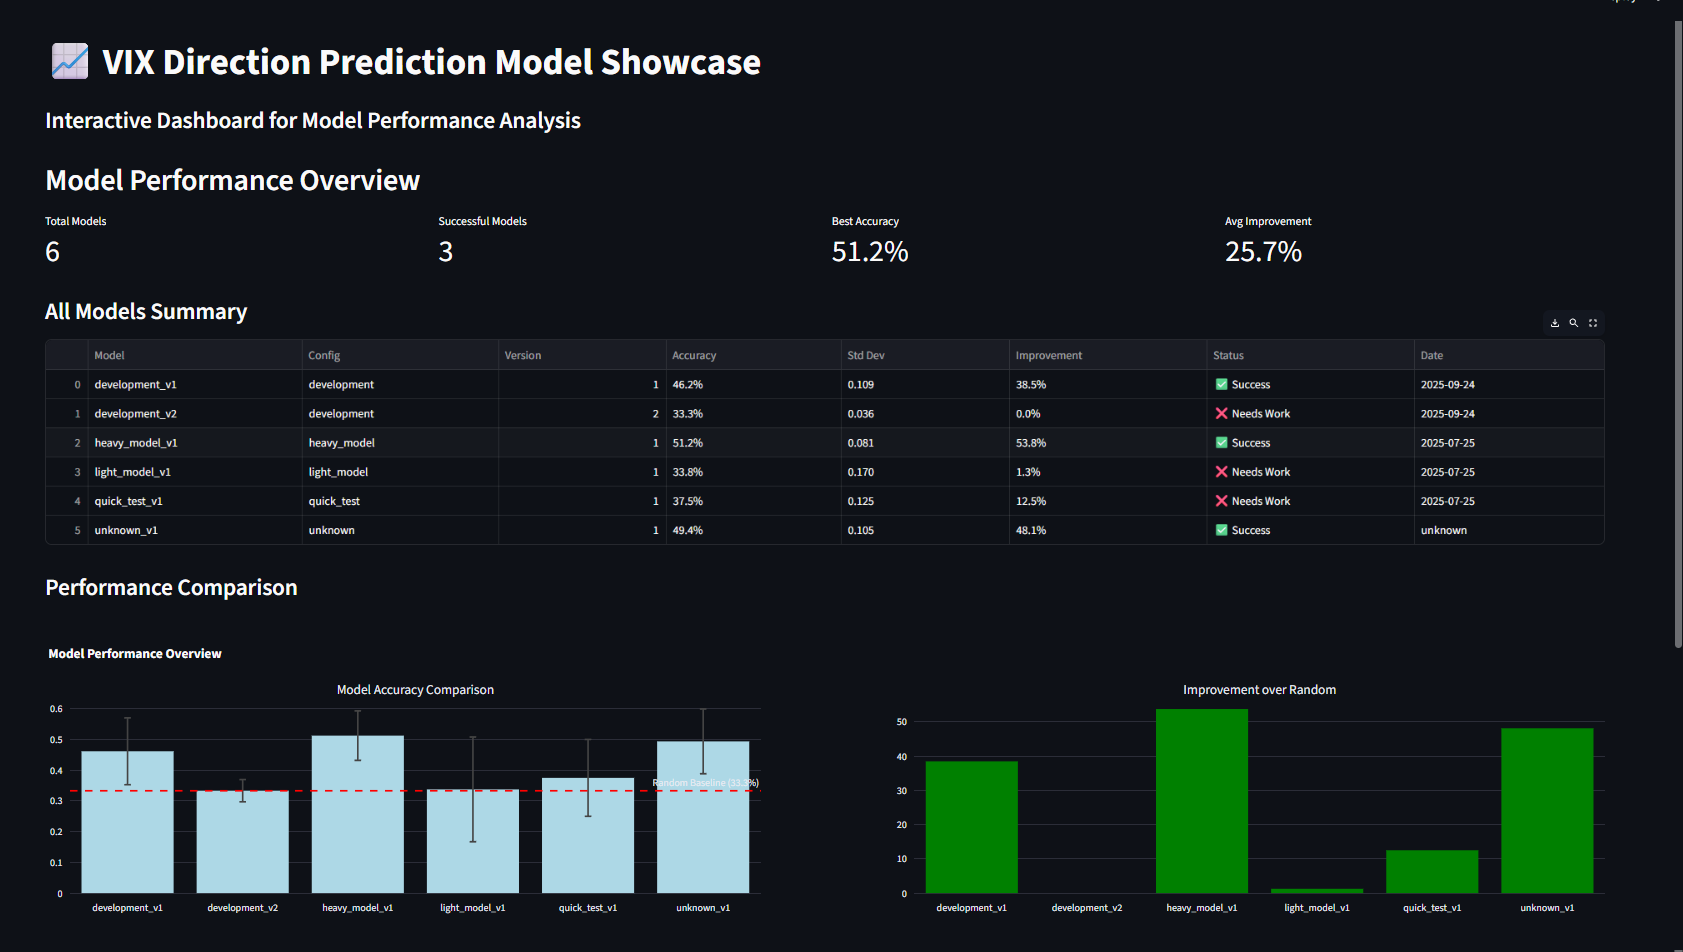 VIX Direction Prediction Model Showcase
Interactive Dashboard for Model Performance Analysis
Model Performance Overview
Total Models
6
Successful Models
3
Best Accuracy
51.2%
Avg Improvement
25.7%
All Models Summary
Model Config Version Accuracy Std Dev Improvement Status Date
0 development_v1 development 1 46.2% 0.109 38.5% ✅ Success 2025-09-24
1 development_v2 development 2 33.3% 0.036 0.0% ❌ Needs Work 2025-09-24
2 heavy_model_v1 heavy_model 1 51.2% 0.081 53.8% ✅ Success 2025-07-25
3 light_model_v1 light_model 1 33.8% 0.170 1.3% ❌ Needs Work 2025-07-25
4 quick_test_v1 quick_test 1 37.5% 0.125 12.5% ❌ Needs Work 2025-07-25
5 unknown_v1 unknown 1 49.4% 0.105 48.1% ✅ Success unknown
Performance Comparison
Model Performance Overview
Model Accuracy Comparison
0.6
0.5
0.4
0.3
0.2
0.1
0
Random Baseline (33.3%)
development_v1 development_v2 heavy_model_v1 light_model_v1 quick_test_v1 unknown_v1
Improvement over Random
50
40
30
20
10
0
development_v1 development_v2 heavy_model_v1 light_model_v1 quick_test_v1 unknown_v1